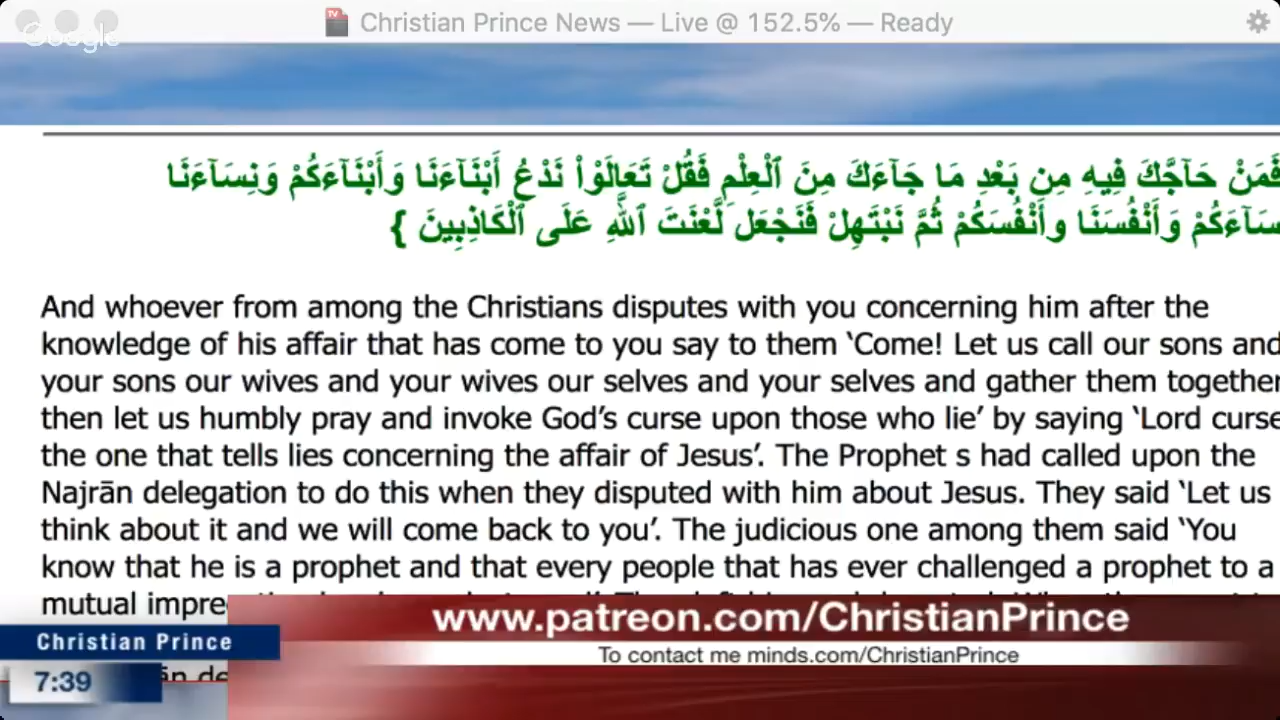 Christian Prince News — Live @ 152.5% — Ready
Google
فَمَنْ حَآجَّكَ فِيهِ مِن بَعْدِ مَا جَآءَكَ مِنَ ٱلْعِلْمِ فَقُلْ تَعَالَوْاْ نَدْعُ أَبْنَآءَنَا وَأَبْنَآءَكُمْ وَنِسَآءَنَا
سَآءَكُمْ وَأَنْفُسَنَا وأَنْفُسَكُمْ ثُمَّ نَبْتَهِلْ فَنَجْعَل لَّعْنَتَ ٱللَّهِ عَلَى ٱلْكَاذِبِينَ }
And whoever from among the Christians disputes with you concerning him after the
knowledge of his affair that has come to you say to them ‘Come! Let us call our sons and
your sons our wives and your wives our selves and your selves and gather them together
then let us humbly pray and invoke God’s curse upon those who lie’ by saying ‘Lord curse
the one that tells lies concerning the affair of Jesus’. The Prophet s had called upon the
Najrān delegation to do this when they disputed with him about Jesus. They said ‘Let us
think about it and we will come back to you’. The judicious one among them said ‘You
know that he is a prophet and that every people that has ever challenged a prophet to a
mutual impre
www.patreon.com/ChristianPrince
Christian Prince
To contact me minds.com/ChristianPrince
7:39
ān de